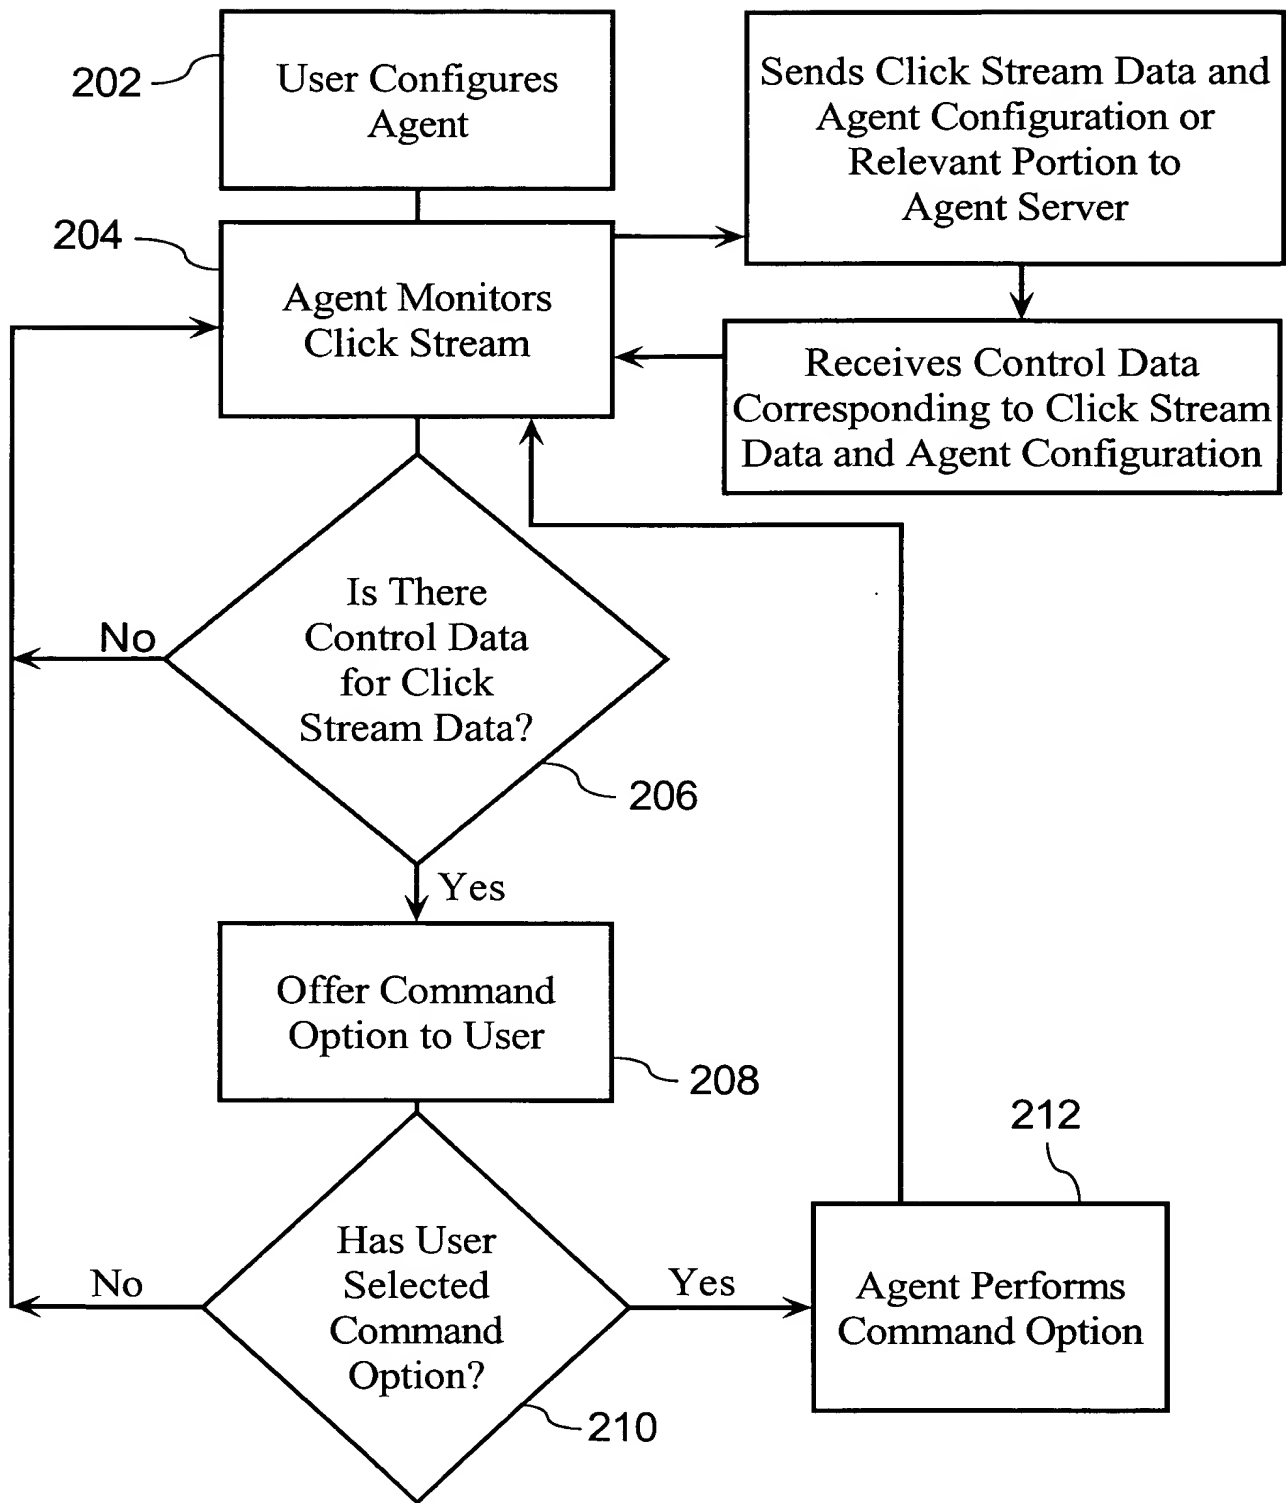 202
User Configures
Agent
Sends Click Stream Data and
Agent Configuration or
Relevant Portion to
Agent Server
204
Agent Monitors
Click Stream
Receives Control Data
Corresponding to Click Stream
Data and Agent Configuration
Is There
Control Data
for Click
Stream Data?
No
206
Yes
Offer Command
Option to User
208
212
Has User
Selected
Command
Option?
No
Yes
Agent Performs
Command Option
210